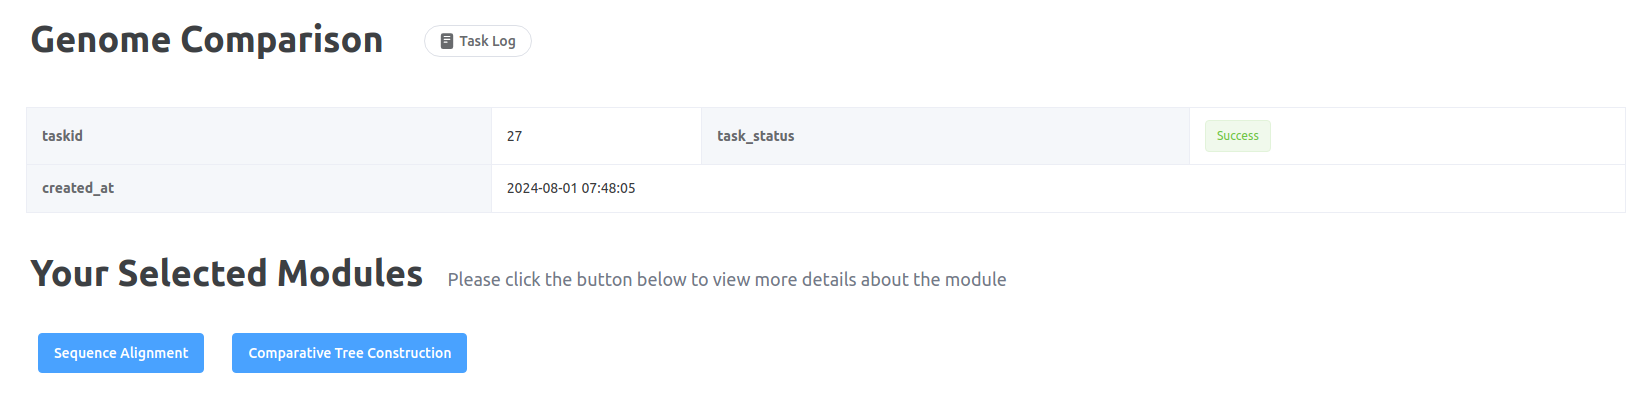 Genome Comparison Task Log
taskid 27 task_status Success
created_at 2024-08-01 07:48:05
Your Selected Modules Please click the button below to view more details about the module
Sequence Alignment Comparative Tree Construction